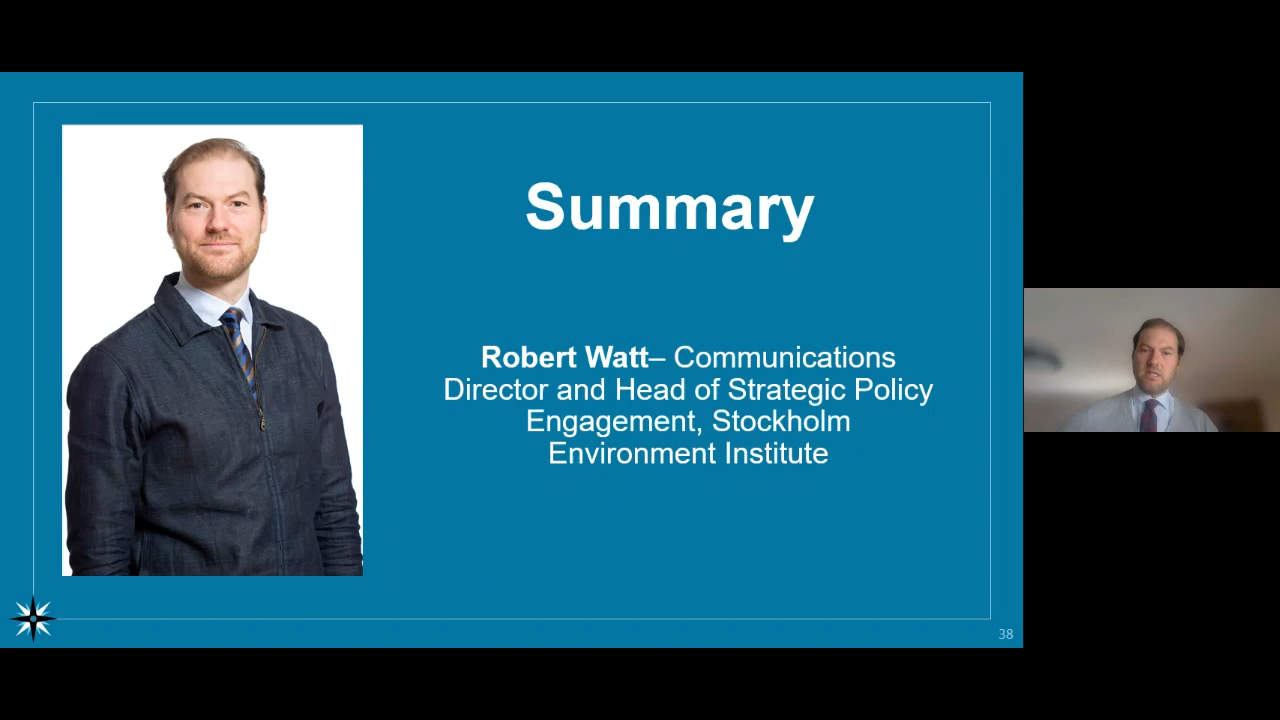 Summary
Robert Watt– Communications
Director and Head of Strategic Policy
Engagement, Stockholm
Environment Institute
38